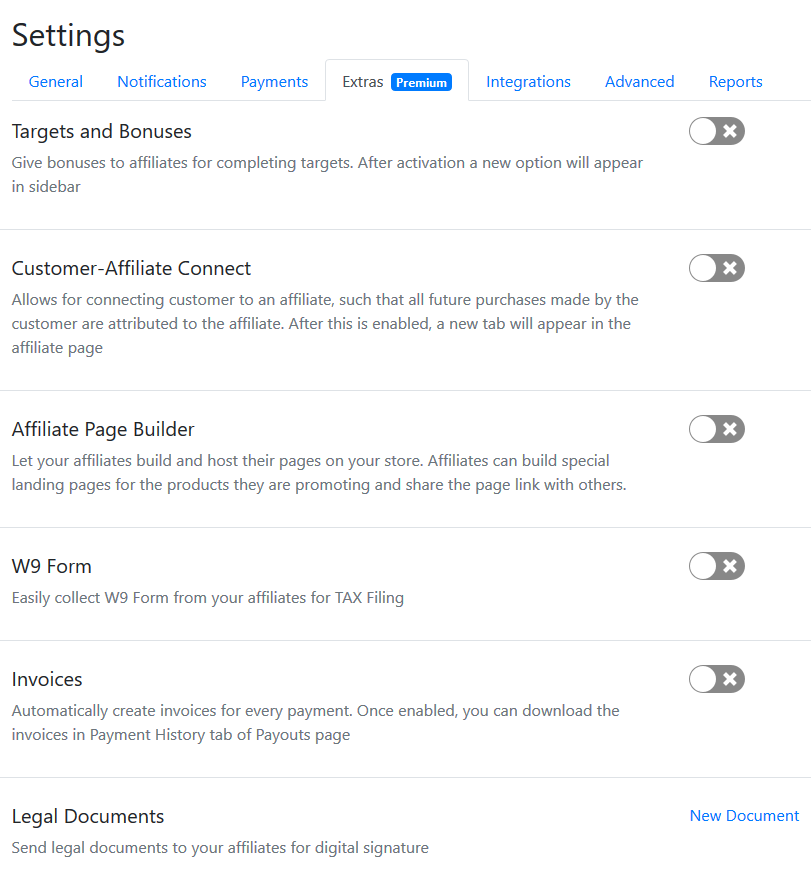 Settings
General Notifications Payments Extras Premium Integrations Advanced Reports
Targets and Bonuses
Give bonuses to affiliates for completing targets. After activation a new option will appear
in sidebar
Customer-Affiliate Connect
Allows for connecting customer to an affiliate, such that all future purchases made by the
customer are attributed to the affiliate. After this is enabled, a new tab will appear in the
affiliate page
Affiliate Page Builder
Let your affiliates build and host their pages on your store. Affiliates can build special
landing pages for the products they are promoting and share the page link with others.
W9 Form
Easily collect W9 Form from your affiliates for TAX Filing
Invoices
Automatically create invoices for every payment. Once enabled, you can download the
invoices in Payment History tab of Payouts page
Legal Documents New Document
Send legal documents to your affiliates for digital signature